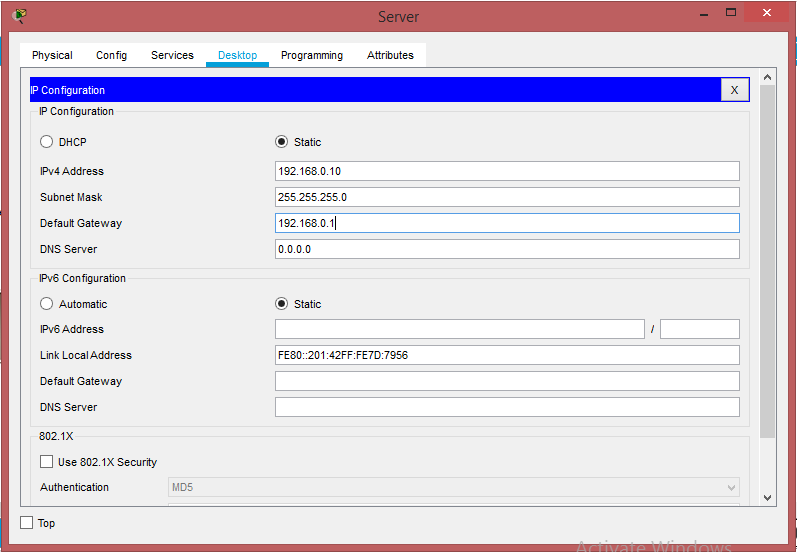 Server
Physical Config Services Desktop Programming Attributes
IP Configuration X
IP Configuration
DHCP Static
IPv4 Address 192.168.0.10
Subnet Mask 255.255.255.0
Default Gateway 192.168.0.1
DNS Server 0.0.0.0
IPv6 Configuration
Automatic Static
IPv6 Address /
Link Local Address FE80::201:42FF:FE7D:7956
Default Gateway
DNS Server
802.1X
Use 802.1X Security
Authentication MD5
Top
Activate Windows